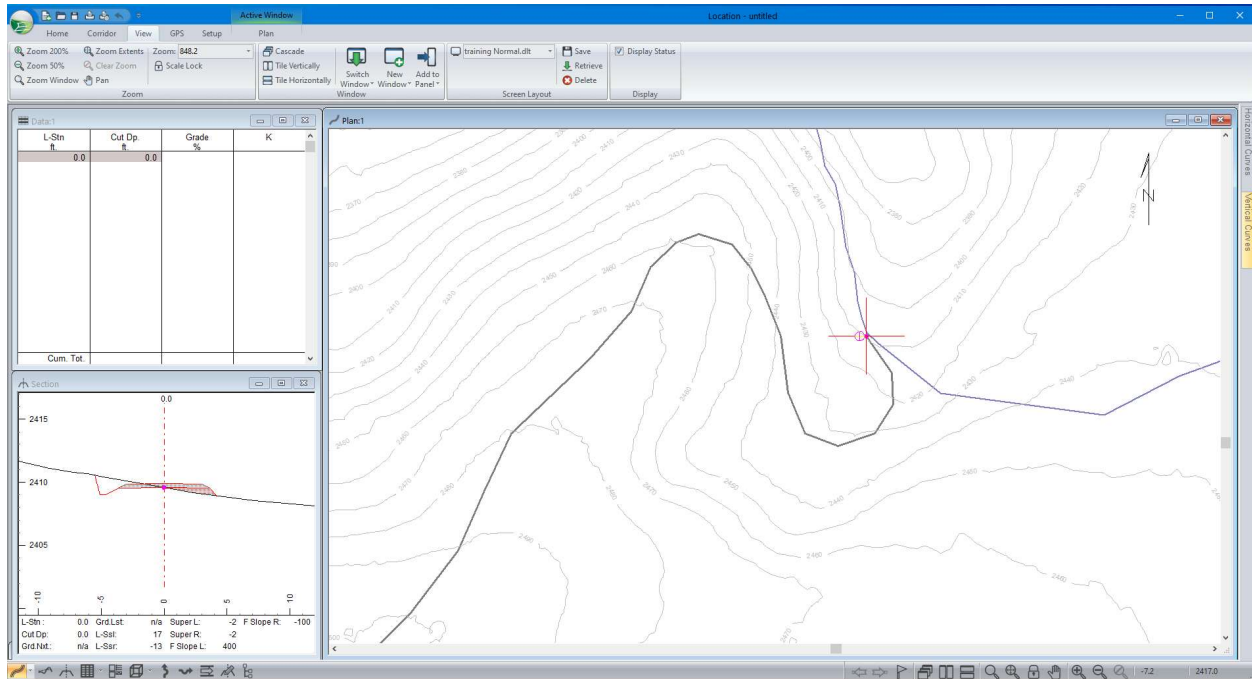 Active Window
Location - untitled
Home Corridor View GPS Setup Plan
Zoom 200% Zoom Extents Zoom: 848.2
Zoom 50% Clear Zoom Scale Lock
Zoom Window Pan
Zoom
Cascade
Tile Vertically
Tile Horizontally
Switch Window
New Window
Add to Panel
Window
training Normal.dlt
Save
Retrieve
Delete
Screen Layout
Display Status
Display
Data:1
L-Stn Cut Dp. Grade K
ft. ft. %
0.0 0.0
Cum. Tot.
Section
0.0
2415
2410
2405
-10 -5 0 5 10
L-Stn : 0.0 Grd.Lst: n/a Super L: -2 F Slope R: -100
Cut Dp: 0.0 L-Ssl: 17 Super R: -2
Grd.Nxt.: n/a L-Ssr: -13 F Slope L: 400
Plan:1
N
Horizontal Curves
Vertical Curves
-7.2 2417.0